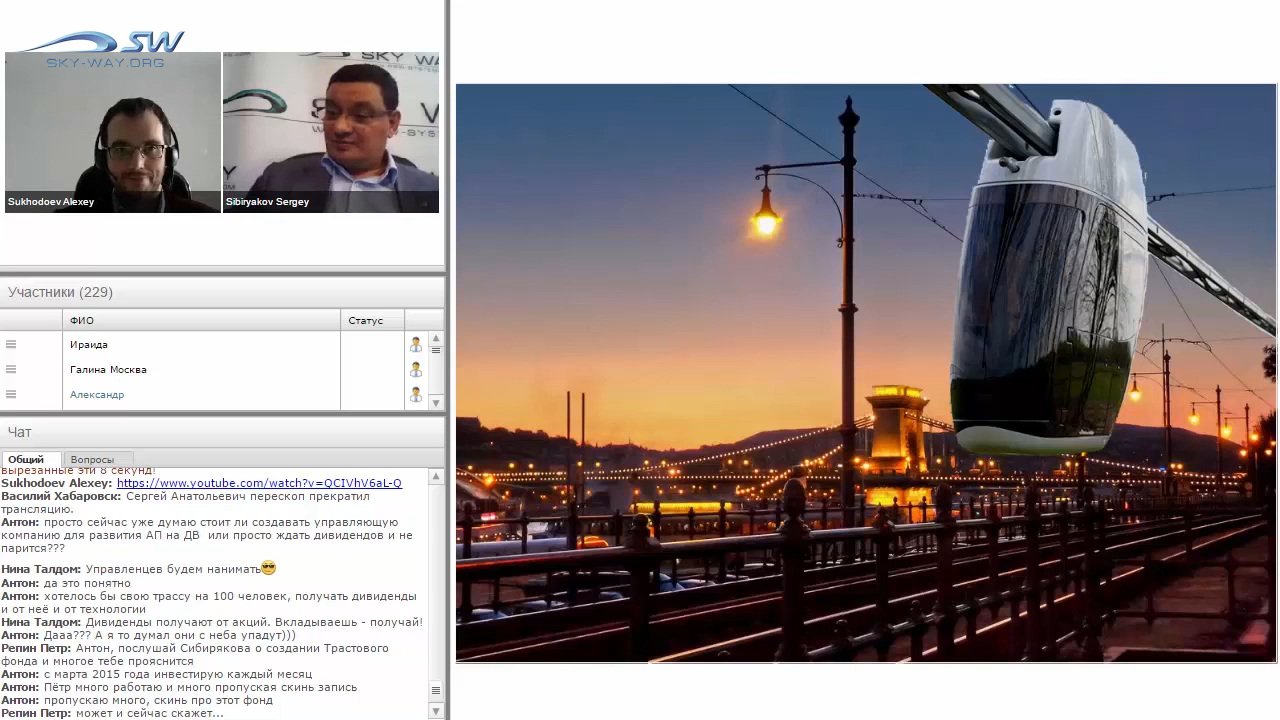 SW
SKY-WAY.ORG
SKY WA
Sukhodoev Alexey
Sibiryakov Sergey
Участники (229)
ФИО
Статус
Ираида
Галина Москва
Александр
Чат
Общий
Вопросы
вырезанные эти 8 секунд!
Sukhodoev Alexey: https://www.youtube.com/watch?v=QCIVhV6aL-Q
Василий Хабаровск: Сергей Анатольевич перескоп прекратил
трансляцию.
Антон: просто сейчас уже думаю стоит ли создавать управляющую
компанию для развития АП на ДВ или просто ждать дивидендов и не
парится???
Нина Талдом: Управленцев будем нанимать
Антон: да это понятно
Антон: хотелось бы свою трассу на 100 человек, получать дивиденды
и от неё и от технологии
Нина Талдом: Дивиденды получают от акций. Вкладываешь - получай!
Антон: Дааа??? А я то думал они с неба упадут)))
Репин Петр: Антон, послушай Сибирякова о создании Трастового
фонда и многое тебе прояснится
Антон: с марта 2015 года инвестирую каждый месяц
Антон: Пётр много работаю и много пропуская скинь запись
Антон: пропускаю много, скинь про этот фонд
Репин Петр: может и сейчас скажет...